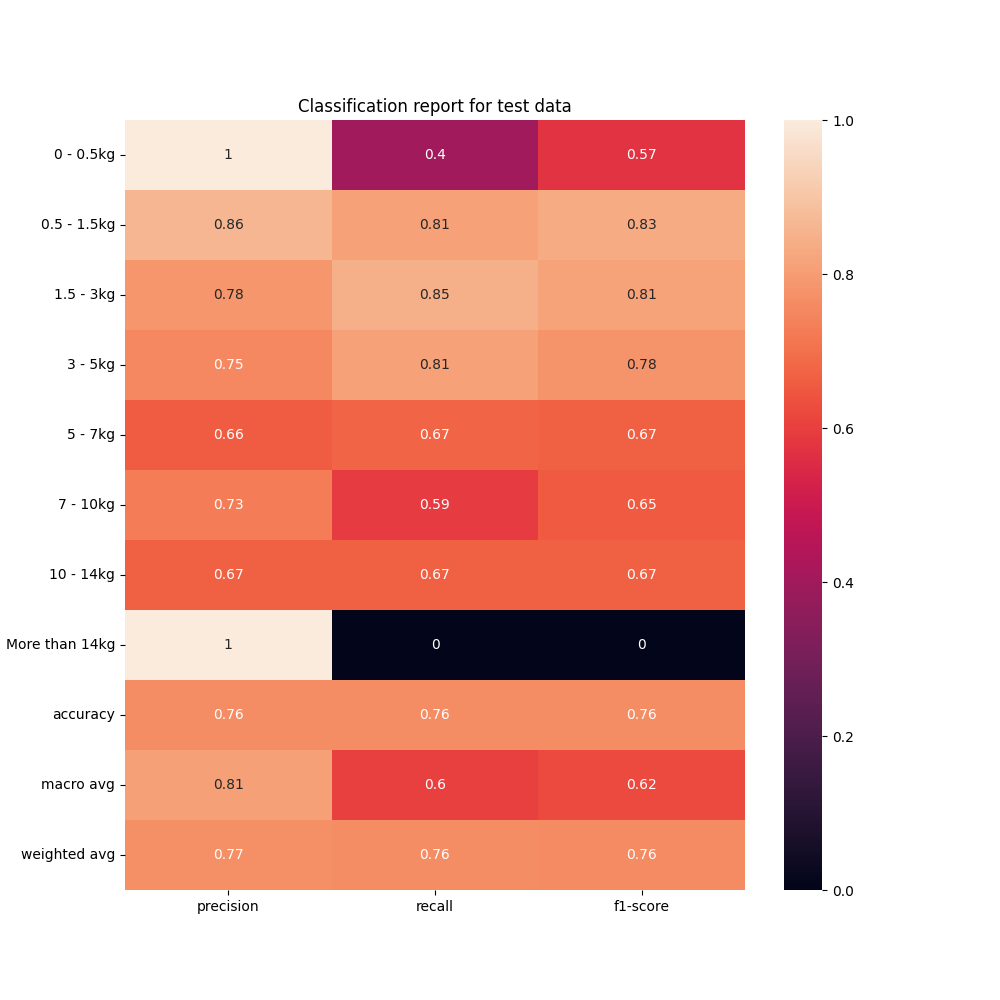 Classification report for test data
0 - 0.5kg 1 0.4 0.57
0.5 - 1.5kg 0.86 0.81 0.83
1.5 - 3kg 0.78 0.85 0.81
3 - 5kg 0.75 0.81 0.78
5 - 7kg 0.66 0.67 0.67
7 - 10kg 0.73 0.59 0.65
10 - 14kg 0.67 0.67 0.67
More than 14kg 1 0 0
accuracy 0.76 0.76 0.76
macro avg 0.81 0.6 0.62
weighted avg 0.77 0.76 0.76
precision recall f1-score
1.0
0.8
0.6
0.4
0.2
0.0